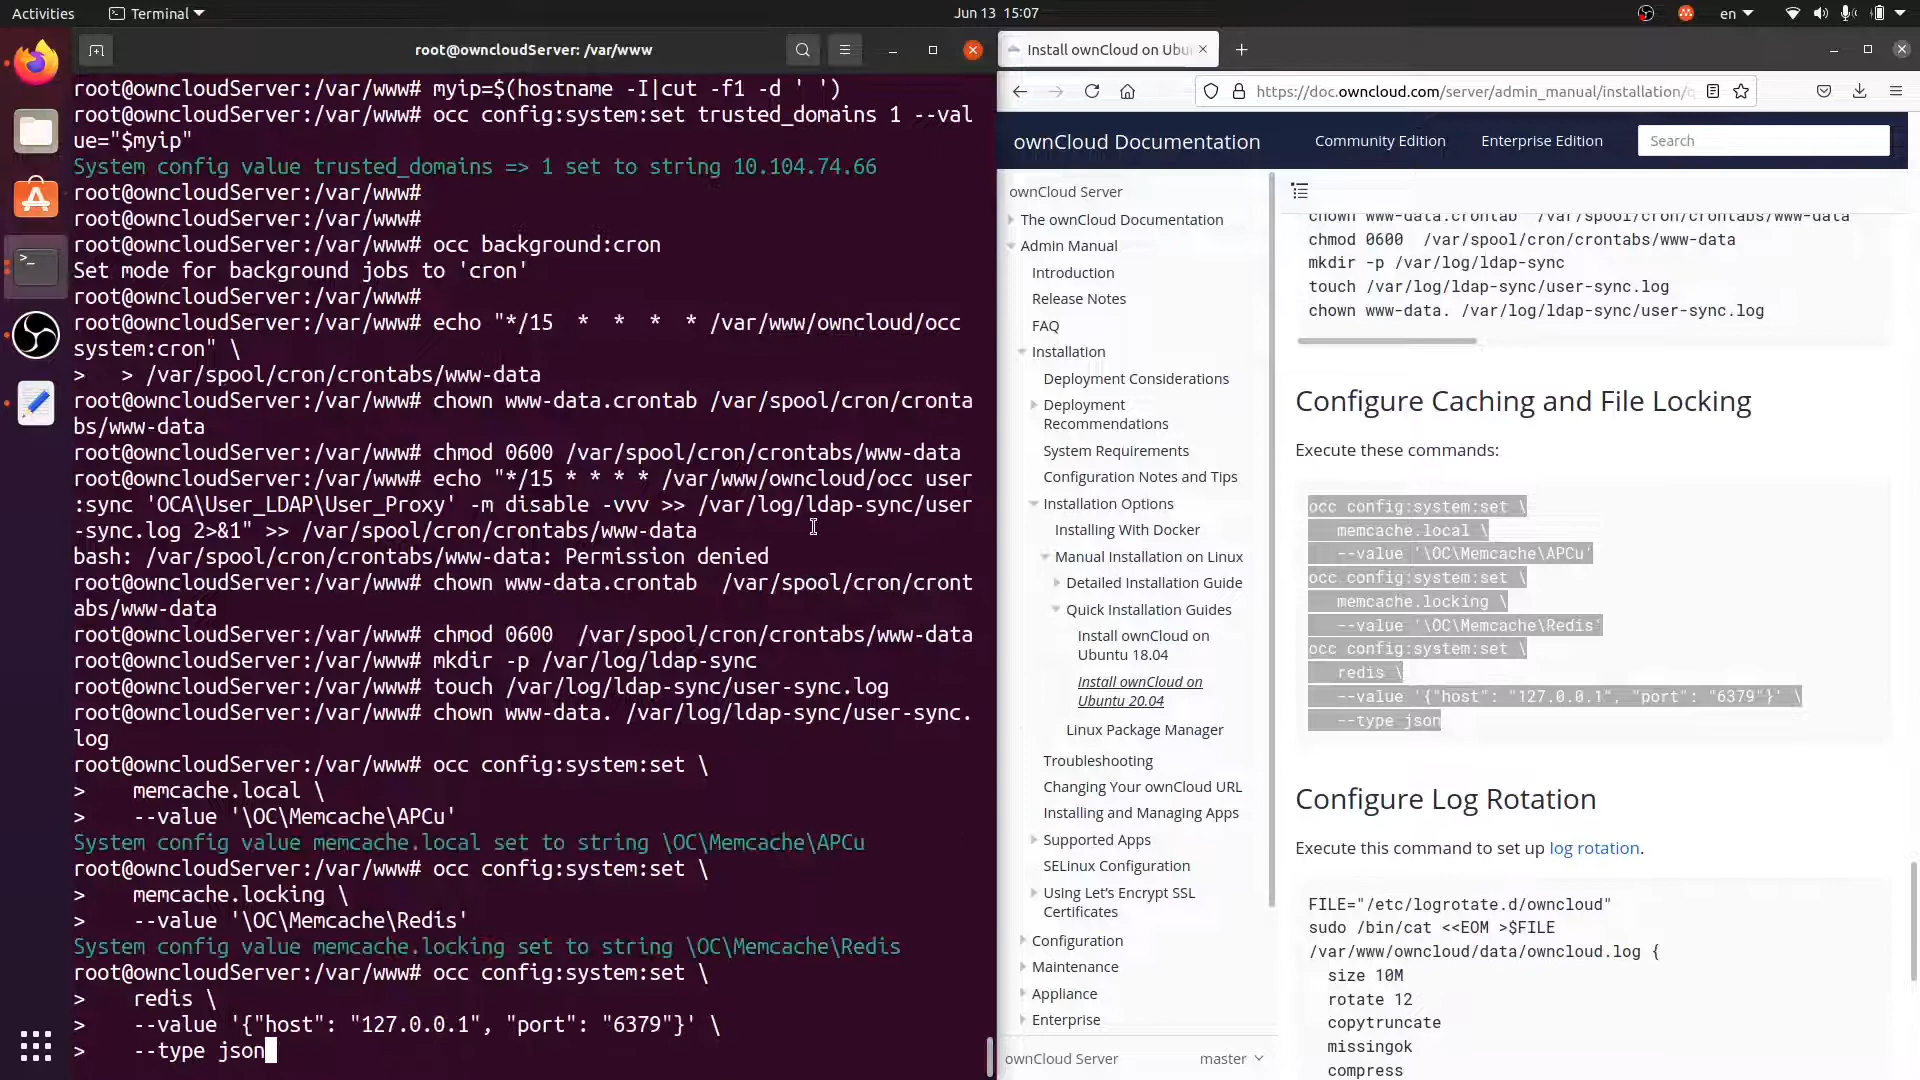 Activities
Terminal
Jun 13 15:07
en
root@owncloudServer: /var/www
root@owncloudServer:/var/www# myip=$(hostname -I|cut -f1 -d ' ')
root@owncloudServer:/var/www# occ config:system:set trusted_domains 1 --val
ue="$myip"
System config value trusted_domains => 1 set to string 10.104.74.66
root@owncloudServer:/var/www#
root@owncloudServer:/var/www#
root@owncloudServer:/var/www# occ background:cron
Set mode for background jobs to 'cron'
root@owncloudServer:/var/www#
root@owncloudServer:/var/www# echo "*/15  *  *  *  * /var/www/owncloud/occ
system:cron" \
>   > /var/spool/cron/crontabs/www-data
root@owncloudServer:/var/www# chown www-data.crontab /var/spool/cron/cronta
bs/www-data
root@owncloudServer:/var/www# chmod 0600 /var/spool/cron/crontabs/www-data
root@owncloudServer:/var/www# echo "*/15 * * * * /var/www/owncloud/occ user
:sync 'OCA\User_LDAP\User_Proxy' -m disable -vvv >> /var/log/ldap-sync/user
-sync.log 2>&1" >> /var/spool/cron/crontabs/www-data
bash: /var/spool/cron/crontabs/www-data: Permission denied
root@owncloudServer:/var/www# chown www-data.crontab  /var/spool/cron/cront
abs/www-data
root@owncloudServer:/var/www# chmod 0600  /var/spool/cron/crontabs/www-data
root@owncloudServer:/var/www# mkdir -p /var/log/ldap-sync
root@owncloudServer:/var/www# touch /var/log/ldap-sync/user-sync.log
root@owncloudServer:/var/www# chown www-data. /var/log/ldap-sync/user-sync.
log
root@owncloudServer:/var/www# occ config:system:set \
>    memcache.local \
>    --value '\OC\Memcache\APCu'
System config value memcache.local set to string \OC\Memcache\APCu
root@owncloudServer:/var/www# occ config:system:set \
>    memcache.locking \
>    --value '\OC\Memcache\Redis'
System config value memcache.locking set to string \OC\Memcache\Redis
root@owncloudServer:/var/www# occ config:system:set \
>    redis \
>    --value '{"host": "127.0.0.1", "port": "6379"}' \
>    --type json
Install ownCloud on Ubu
https://doc.owncloud.com/server/admin_manual/installation/
ownCloud Documentation
Community Edition
Enterprise Edition
Search
ownCloud Server
The ownCloud Documentation
Admin Manual
Introduction
Release Notes
FAQ
Installation
Deployment Considerations
Deployment
Recommendations
System Requirements
Configuration Notes and Tips
Installation Options
Installing With Docker
Manual Installation on Linux
Detailed Installation Guide
Quick Installation Guides
Install ownCloud on
Ubuntu 18.04
Install ownCloud on
Ubuntu 20.04
Linux Package Manager
Troubleshooting
Changing Your ownCloud URL
Installing and Managing Apps
Supported Apps
SELinux Configuration
Using Let's Encrypt SSL
Certificates
Configuration
Maintenance
Appliance
Enterprise
ownCloud Server
master
chown www-data.crontab  /var/spool/cron/crontabs/www-data
chmod 0600  /var/spool/cron/crontabs/www-data
mkdir -p /var/log/ldap-sync
touch /var/log/ldap-sync/user-sync.log
chown www-data. /var/log/ldap-sync/user-sync.log
Configure Caching and File Locking
Execute these commands:
occ config:system:set \
memcache.local \
--value '\OC\Memcache\APCu'
occ config:system:set \
memcache.locking \
--value '\OC\Memcache\Redis'
occ config:system:set \
redis \
--value '{"host": "127.0.0.1", "port": "6379"}' \
--type json
Configure Log Rotation
Execute this command to set up log rotation.
FILE="/etc/logrotate.d/owncloud"
sudo /bin/cat <<EOM >$FILE
/var/www/owncloud/data/owncloud.log {
size 10M
rotate 12
copytruncate
missingok
compress